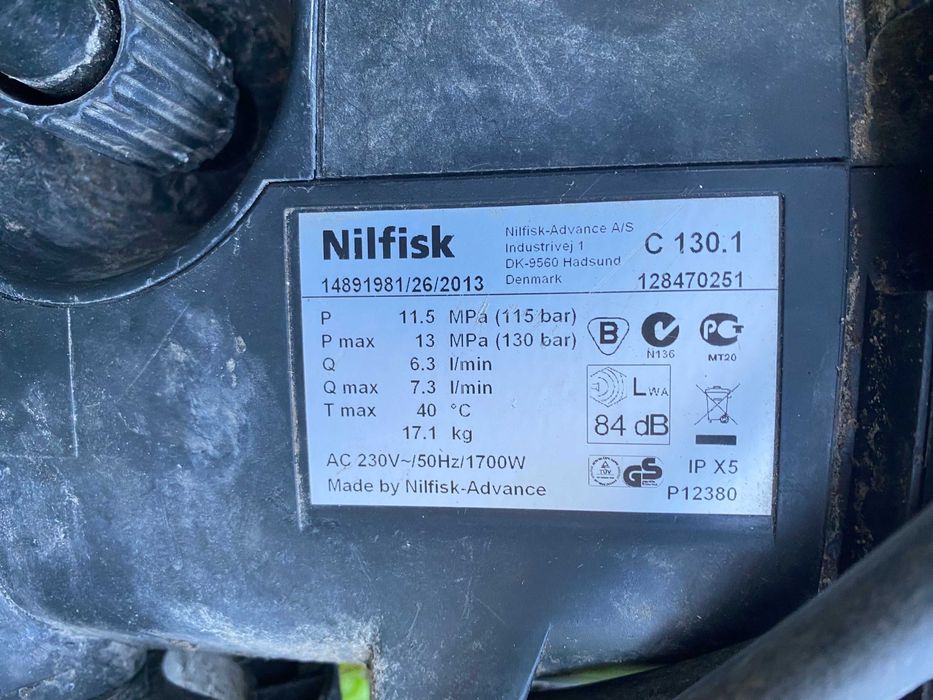 Nilfisk
Nilfisk-Advance A/S
Industrivej 1
DK-9560 Hadsund
Denmark
C 130.1
14891981/26/2013
128470251
P 11.5 MPa (115 bar)
P max 13 MPa (130 bar)
Q 6.3 l/min
Q max 7.3 l/min
T max 40 °C
17.1 kg
AC 230V~/50Hz/1700W
Made by Nilfisk-Advance
B
N136
PCT
MT20
LWA
84 dB
TÜV
GS
IP X5
P12380